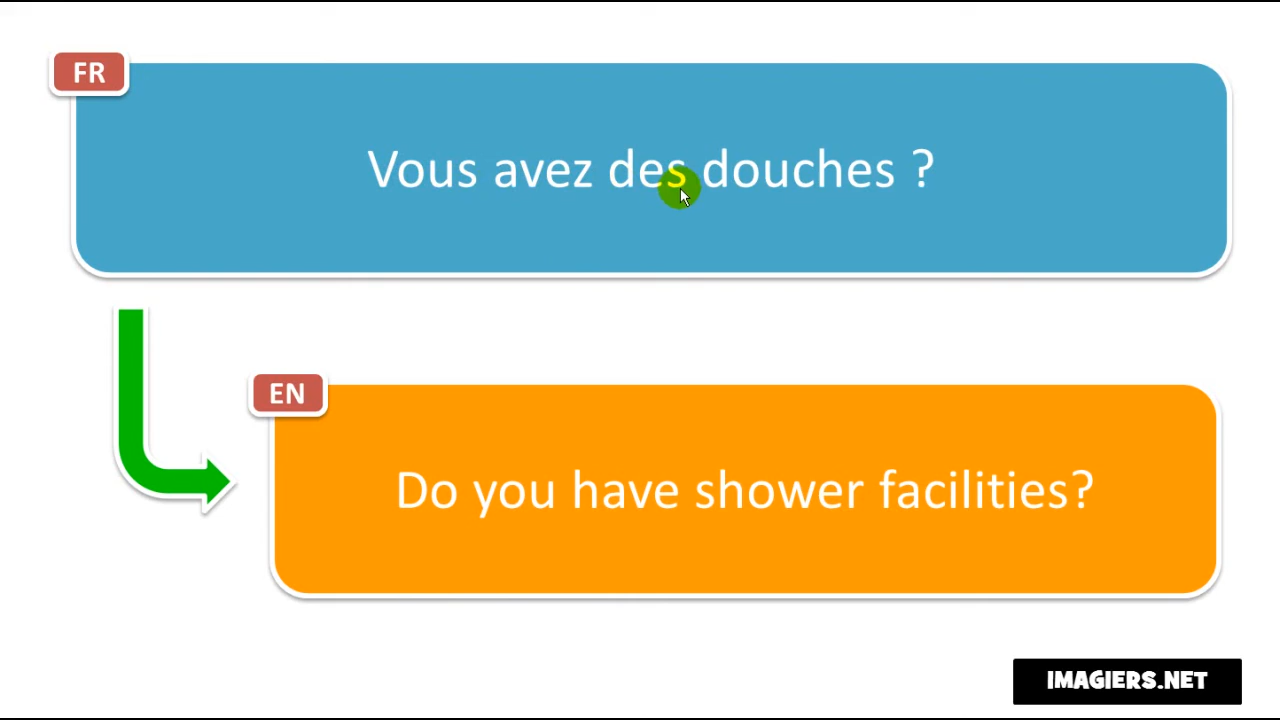 FR
Vous avez des douches ?
EN
Do you have shower facilities?
IMAGIERS.NET